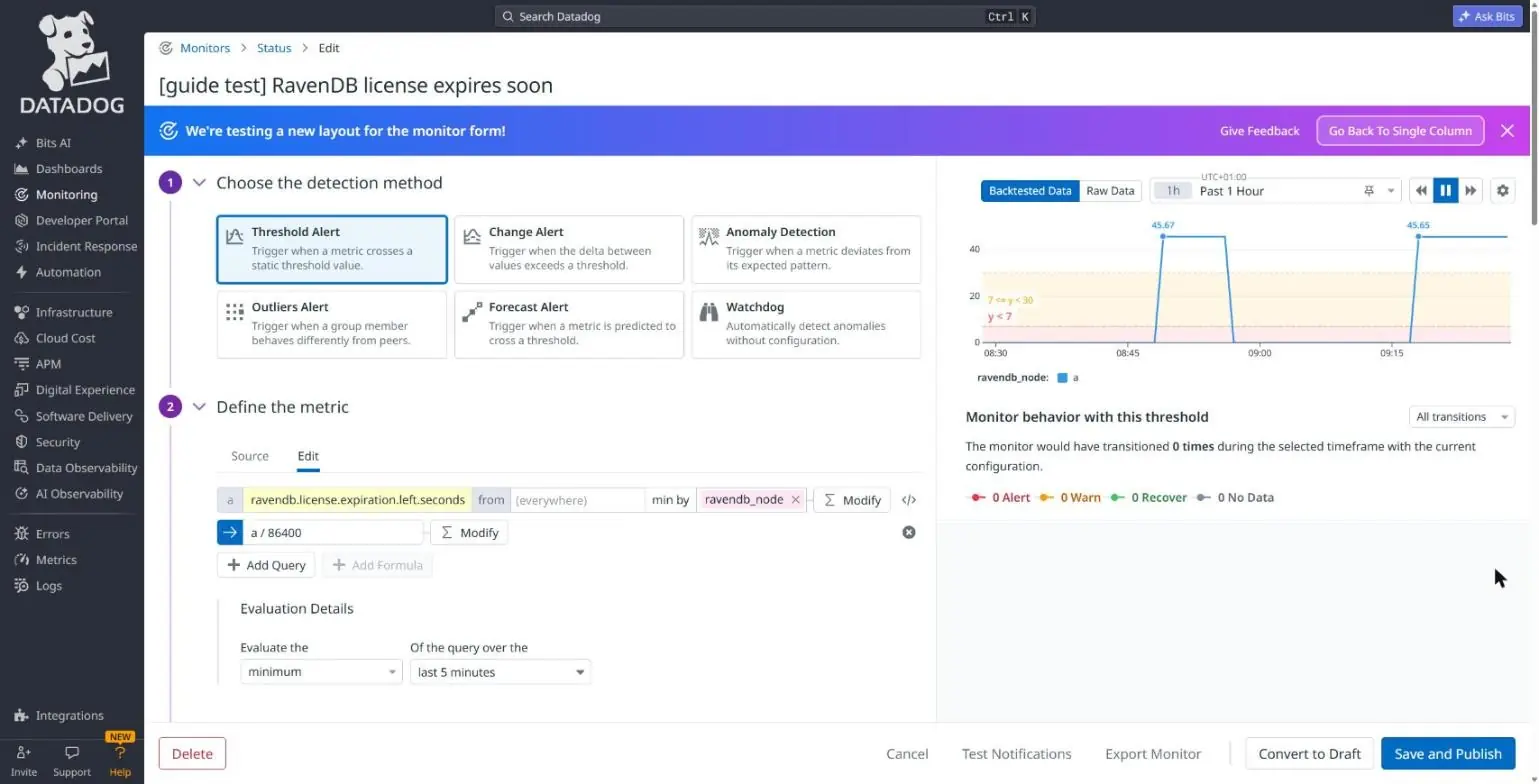 Search Datadog
Ctrl K
Ask Bits
DATADOG
Bits AI
Dashboards
Monitoring
Developer Portal
Incident Response
Automation
Infrastructure
Cloud Cost
APM
Digital Experience
Software Delivery
Security
Data Observability
AI Observability
Errors
Metrics
Logs
Integrations
NEW
Invite
Support
Help
Monitors > Status > Edit
[guide test] RavenDB license expires soon
We're testing a new layout for the monitor form!
Give Feedback
Go Back To Single Column
1
Choose the detection method
Threshold Alert
Trigger when a metric crosses a
static threshold value.
Change Alert
Trigger when the delta between
values exceeds a threshold.
Anomaly Detection
Trigger when a metric deviates from
its expected pattern.
Outliers Alert
Trigger when a group member
behaves differently from peers.
Forecast Alert
Trigger when a metric is predicted to
cross a threshold.
Watchdog
Automatically detect anomalies
without configuration.
2
Define the metric
Source
Edit
a ravendb.license.expiration.left.seconds from (everywhere) min by ravendb_node Σ Modify </>
a / 86400 Σ Modify
+ Add Query
+ Add Formula
Evaluation Details
Evaluate the
minimum
Of the query over the
last 5 minutes
Backtested Data
Raw Data
UTC+01:00
1h Past 1 Hour
45.67
45.65
40
20
0
7 <= y < 30
y < 7
08:30 08:45 09:00 09:15
ravendb_node: a
Monitor behavior with this threshold
All transitions
The monitor would have transitioned 0 times during the selected timeframe with the current
configuration.
0 Alert 0 Warn 0 Recover 0 No Data
Delete
Cancel
Test Notifications
Export Monitor
Convert to Draft
Save and Publish